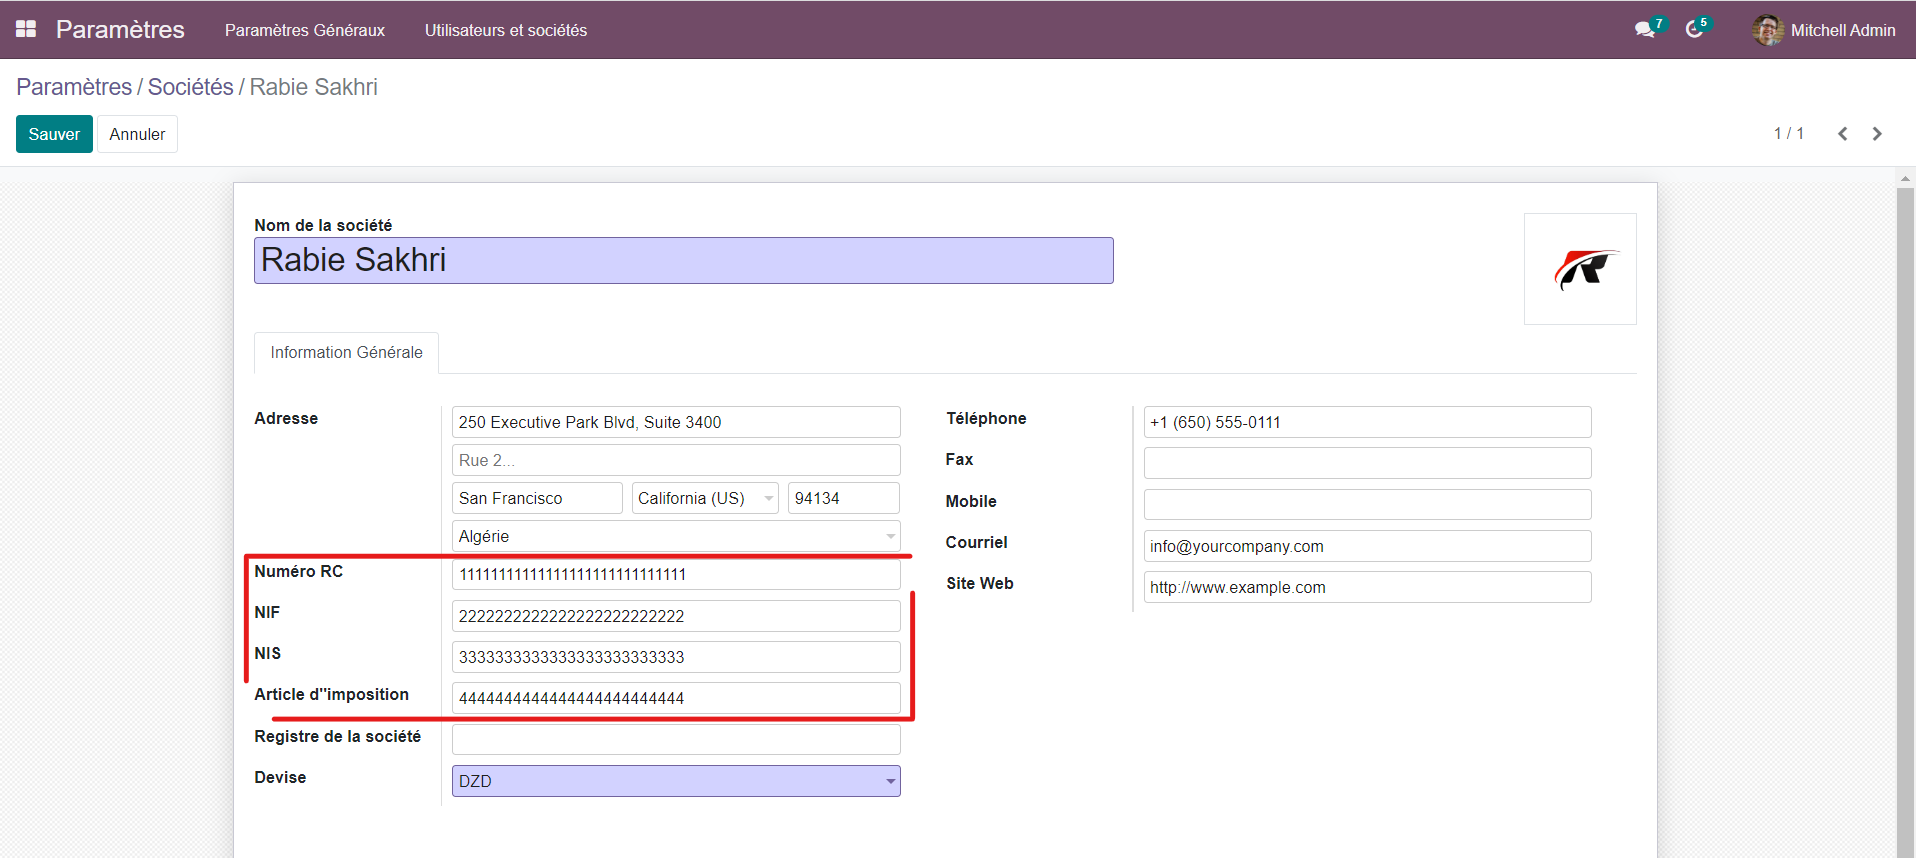 Paramètres Paramètres Généraux Utilisateurs et sociétés 7 5 Mitchell Admin
Paramètres / Sociétés / Rabie Sakhri
Sauver Annuler 1 / 1
Nom de la société
Rabie Sakhri
Information Générale
Adresse 250 Executive Park Blvd, Suite 3400
Rue 2...
San Francisco California (US) 94134
Algérie
Numéro RC 11111111111111111111111111111
NIF 2222222222222222222222222
NIS 3333333333333333333333333
Article d''imposition 4444444444444444444444444
Registre de la société
Devise DZD
Téléphone +1 (650) 555-0111
Fax
Mobile
Courriel info@yourcompany.com
Site Web http://www.example.com